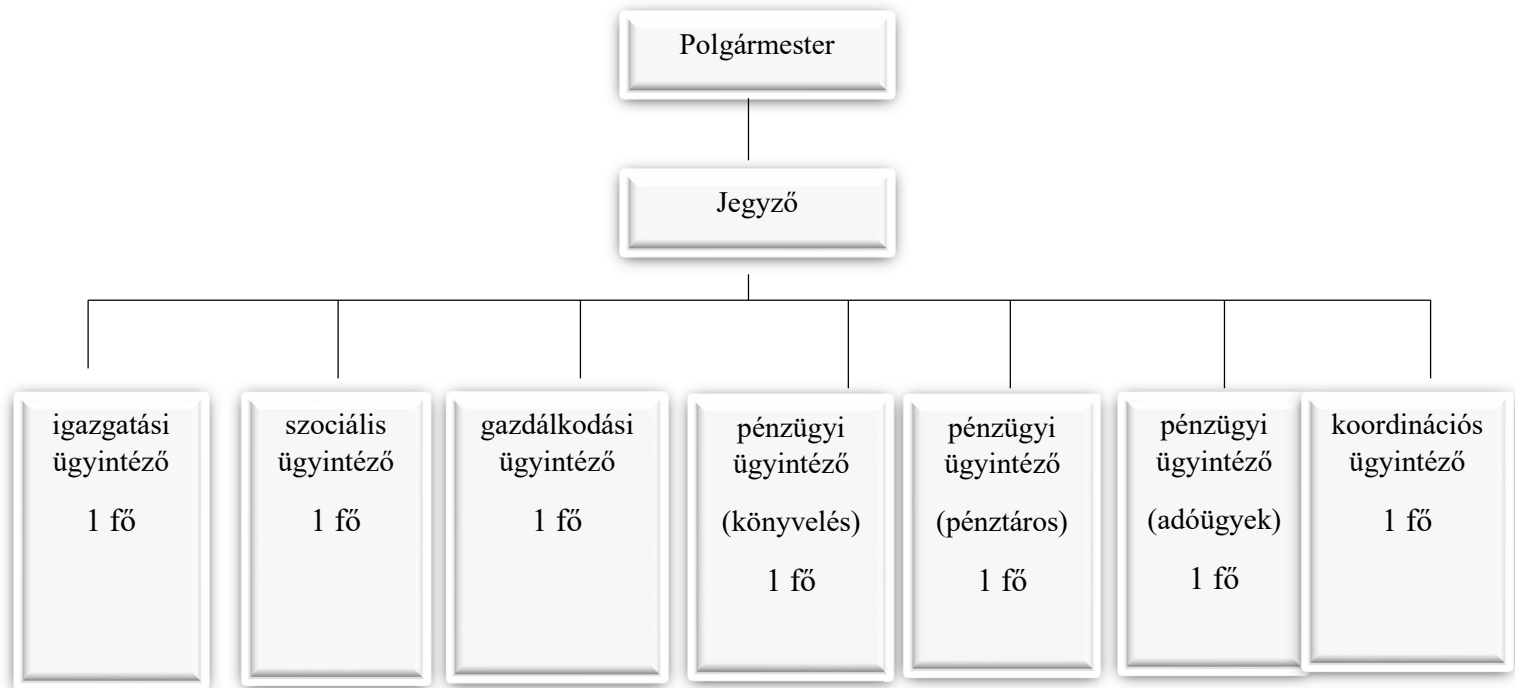 Polgármester
Jegyző
igazgatási
ügyintéző
1 fő
szociális
ügyintéző
1 fő
gazdálkodási
ügyintéző
1 fő
pénzügyi
ügyintéző
(könyvelés)
1 fő
pénzügyi
ügyintéző
(pénztáros)
1 fő
pénzügyi
ügyintéző
(adóügyek)
1 fő
koordinációs
ügyintéző
1 fő